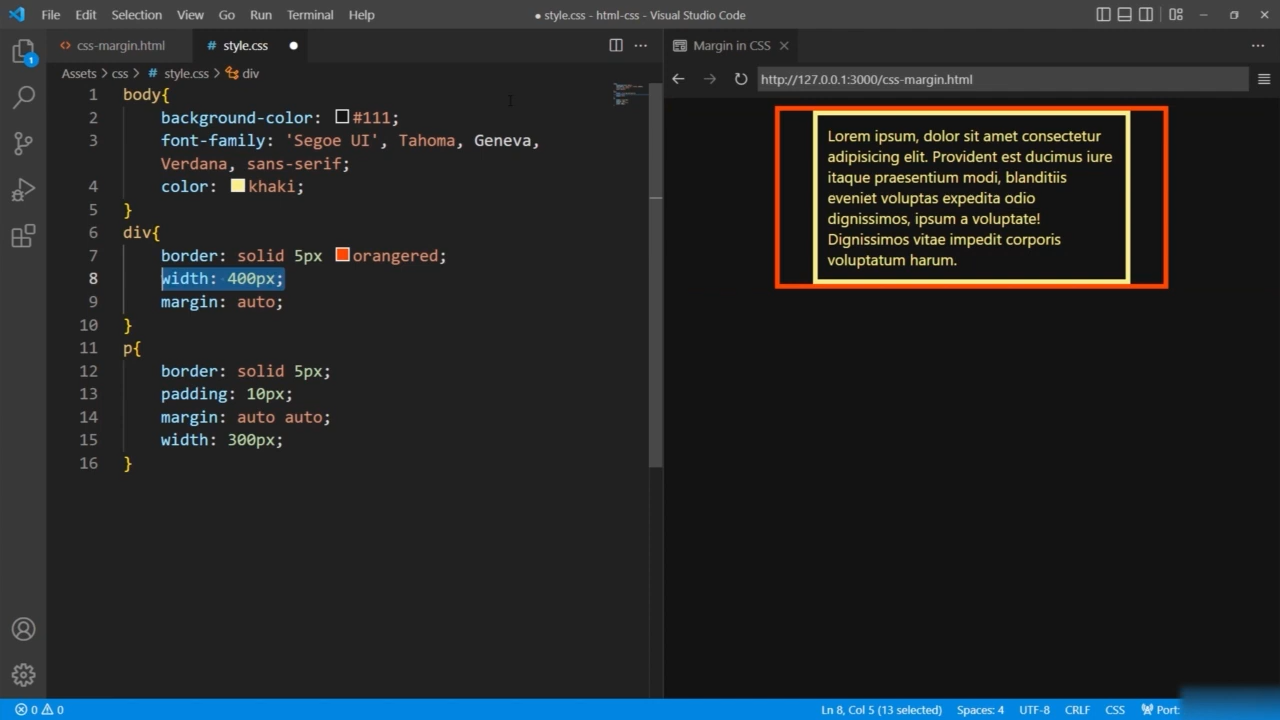 File Edit Selection View Go Run Terminal Help
● style.css - html-css - Visual Studio Code
css-margin.html
# style.css ●
Margin in CSS
Assets > css > # style.css > div
http://127.0.0.1:3000/css-margin.html
1 body{
2 background-color: #111;
3 font-family: 'Segoe UI', Tahoma, Geneva,
Verdana, sans-serif;
4 color: khaki;
5 }
6 div{
7 border: solid 5px orangered;
8 width: 400px;
9 margin: auto;
10 }
11 p{
12 border: solid 5px;
13 padding: 10px;
14 margin: auto auto;
15 width: 300px;
16 }
Lorem ipsum, dolor sit amet consectetur
adipisicing elit. Provident est ducimus iure
itaque praesentium modi, blanditiis
eveniet voluptas expedita odio
dignissimos, ipsum a voluptate!
Dignissimos vitae impedit corporis
voluptatum harum.
1
0 0
Ln 8, Col 5 (13 selected) Spaces: 4 UTF-8 CRLF CSS Port: